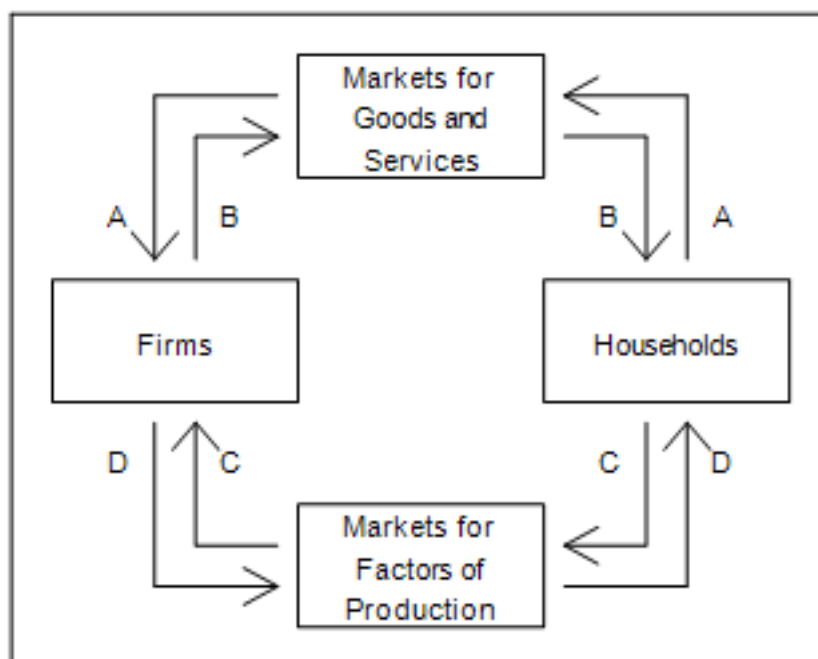 Markets for
Goods and
Services
A
B
B
A
Firms
Households
D
C
C
D
Markets for
Factors of
Production